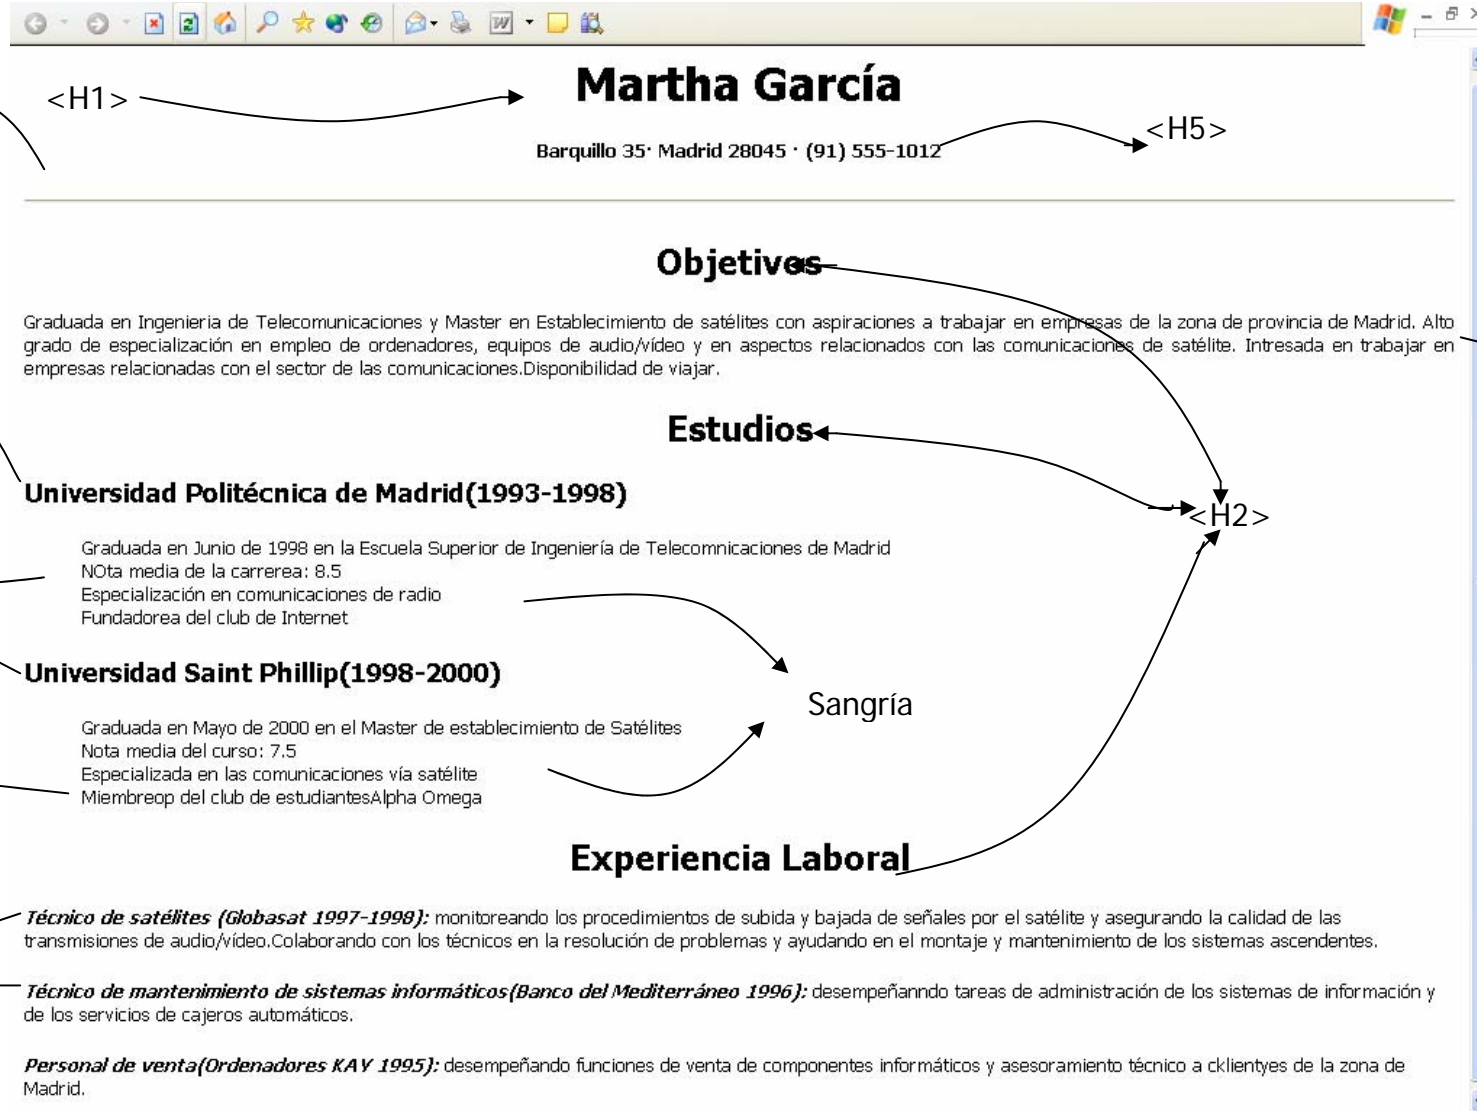 Martha García
<H1>
<H5>
Barquillo 35· Madrid 28045 · (91) 555-1012
Objetivos
Graduada en Ingenieria de Telecomunicaciones y Master en Establecimiento de satélites con aspiraciones a trabajar en empresas de la zona de provincia de Madrid. Alto
grado de especialización en empleo de ordenadores, equipos de audio/vídeo y en aspectos relacionados con las comunicaciones de satélite. Intresada en trabajar en
empresas relacionadas con el sector de las comunicaciones.Disponibilidad de viajar.
Estudios
Universidad Politécnica de Madrid(1993-1998)
<H2>
Graduada en Junio de 1998 en la Escuela Superior de Ingeniería de Telecomnicaciones de Madrid
NOta media de la carrerea: 8.5
Especialización en comunicaciones de radio
Fundadorea del club de Internet
Universidad Saint Phillip(1998-2000)
Sangría
Graduada en Mayo de 2000 en el Master de establecimiento de Satélites
Nota media del curso: 7.5
Especializada en las comunicaciones vía satélite
Miembreop del club de estudiantesAlpha Omega
Experiencia Laboral
Técnico de satélites (Globasat 1997-1998): monitoreando los procedimientos de subida y bajada de señales por el satélite y asegurando la calidad de las
transmisiones de audio/vídeo.Colaborando con los técnicos en la resolución de problemas y ayudando en el montaje y mantenimiento de los sistemas ascendentes.
Técnico de mantenimiento de sistemas informáticos(Banco del Mediterráneo 1996): desempeñanndo tareas de administración de los sistemas de información y
de los servicios de cajeros automáticos.
Personal de venta(Ordenadores KAY 1995): desempeñando funciones de venta de componentes informáticos y asesoramiento técnico a cklientyes de la zona de
Madrid.